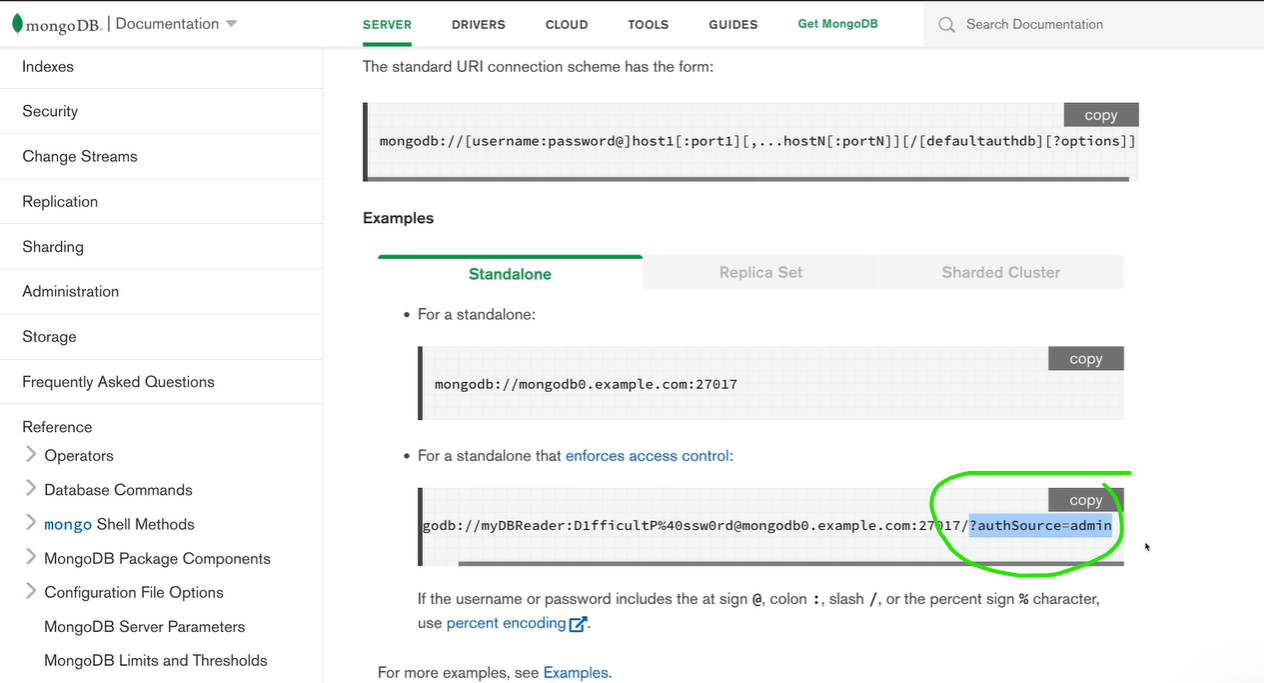 mongoDB. | Documentation
SERVER DRIVERS CLOUD TOOLS GUIDES Get MongoDB
Search Documentation
Indexes
Security
Change Streams
Replication
Sharding
Administration
Storage
Frequently Asked Questions
Reference
Operators
Database Commands
mongo Shell Methods
MongoDB Package Components
Configuration File Options
MongoDB Server Parameters
MongoDB Limits and Thresholds
The standard URI connection scheme has the form:
copy
mongodb://[username:password@]host1[:port1][,...hostN[:portN]][/[defaultauthdb][?options]]
Examples
Standalone Replica Set Sharded Cluster
• For a standalone:
copy
mongodb://mongodb0.example.com:27017
• For a standalone that enforces access control:
copy
godb://myDBReader:D1fficultP%40ssw0rd@mongodb0.example.com:27017/?authSource=admin
If the username or password includes the at sign @, colon :, slash /, or the percent sign % character,
use percent encoding.
For more examples, see Examples.